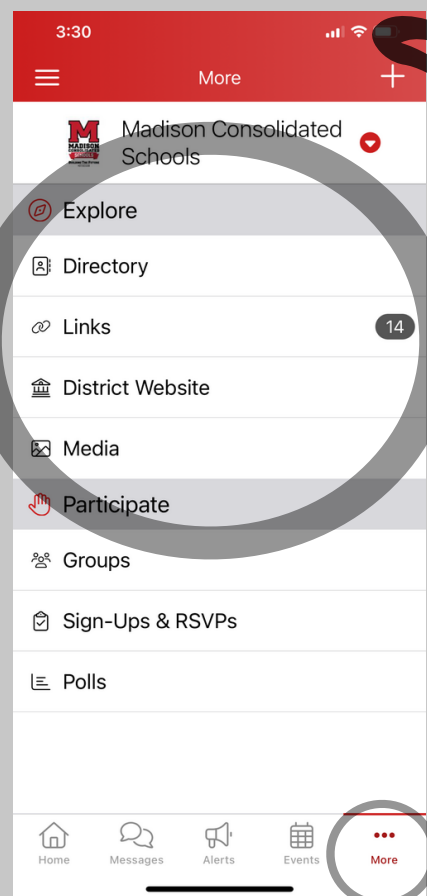 3:30
More
M
MADISON
Madison Consolidated
Schools
Explore
Directory
Links
14
District Website
Media
Participate
Groups
Sign-Ups & RSVPs
Polls
Home
Messages
Alerts
Events
More